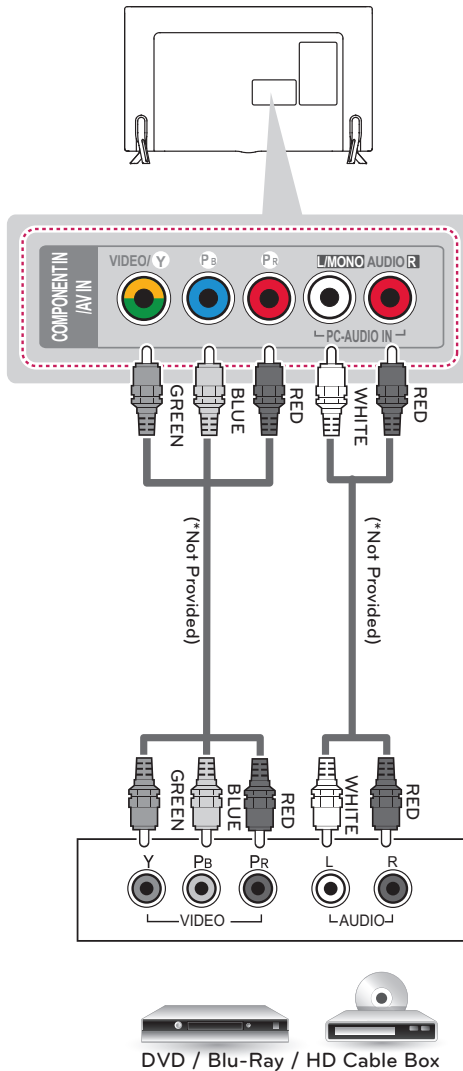 COMPONENT IN
/AV IN
VIDEO/ Y PB PR L/MONO AUDIO R
PC-AUDIO IN
GREEN BLUE RED WHITE RED
(*Not Provided) (*Not Provided)
GREEN BLUE RED WHITE RED
Y PB PR L R
VIDEO AUDIO
DVD / Blu-Ray / HD Cable Box